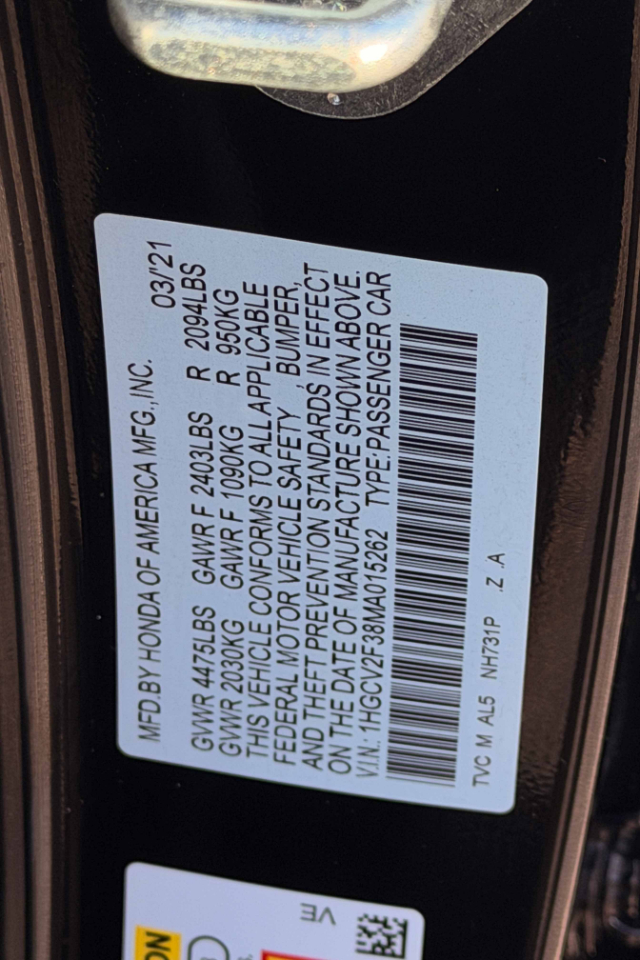 MFD.BY HONDA OF AMERICA MFG.,INC. 03/'21
GVWR 4475LBS GAWR F 2403LBS R 2094LBS
GVWR 2030KG GAWR F 1090KG R 950KG
THIS VEHICLE CONFORMS TO ALL APPLICABLE
FEDERAL MOTOR VEHICLE SAFETY , BUMPER,
AND THEFT PREVENTION STANDARDS IN EFFECT
ON THE DATE OF MANUFACTURE SHOWN ABOVE.
V.I.N.: 1HGCV2F38MA015262 TYPE:PASSENGER CAR
TVC M AL5 NH731P .Z .A
VE
ON